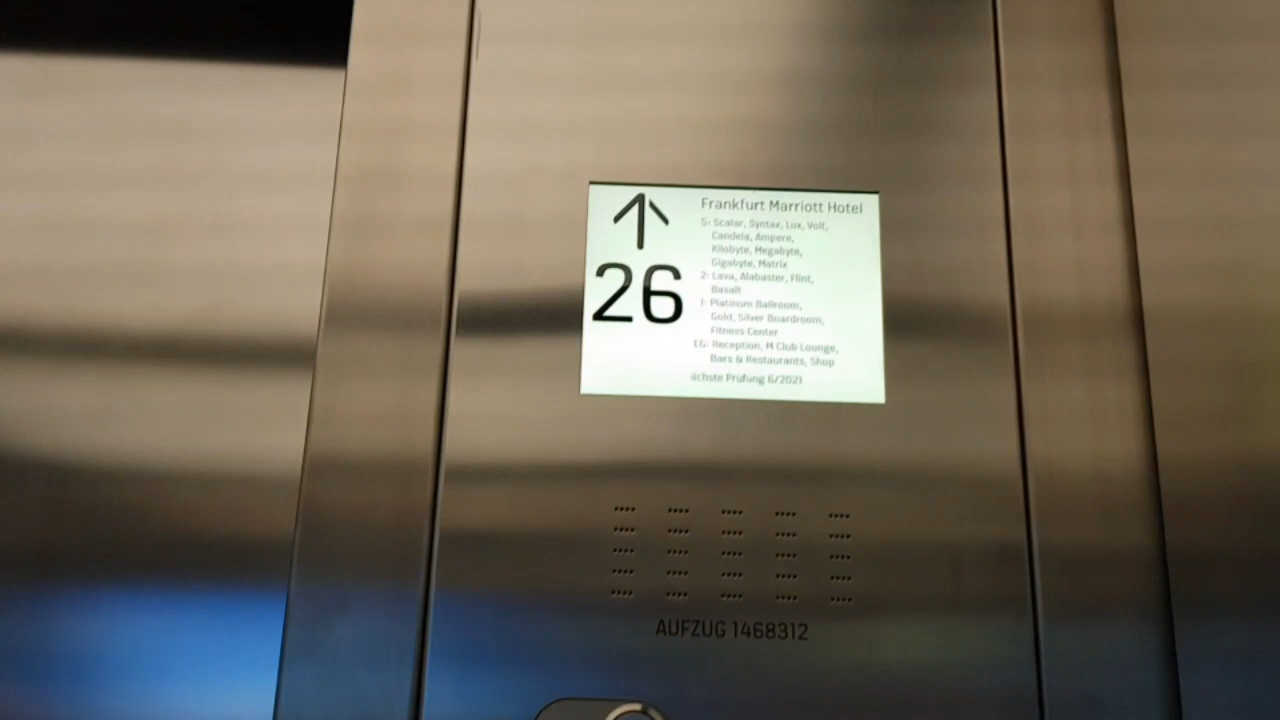 26
Frankfurt Marriott Hotel
5: Scalar, Syntax, Lux, Volt,
Candela, Ampere,
Kilobyte, Megabyte,
Gigabyte, Matrix
2: Lava, Alabaster, Flint,
Basalt
1: Platinum Ballroom,
Gold, Silver Boardroom,
Fitness Center
EG: Reception, M Club Lounge,
Bars & Restaurants, Shop
ächste Prüfung 6/2021
AUFZUG 1468312